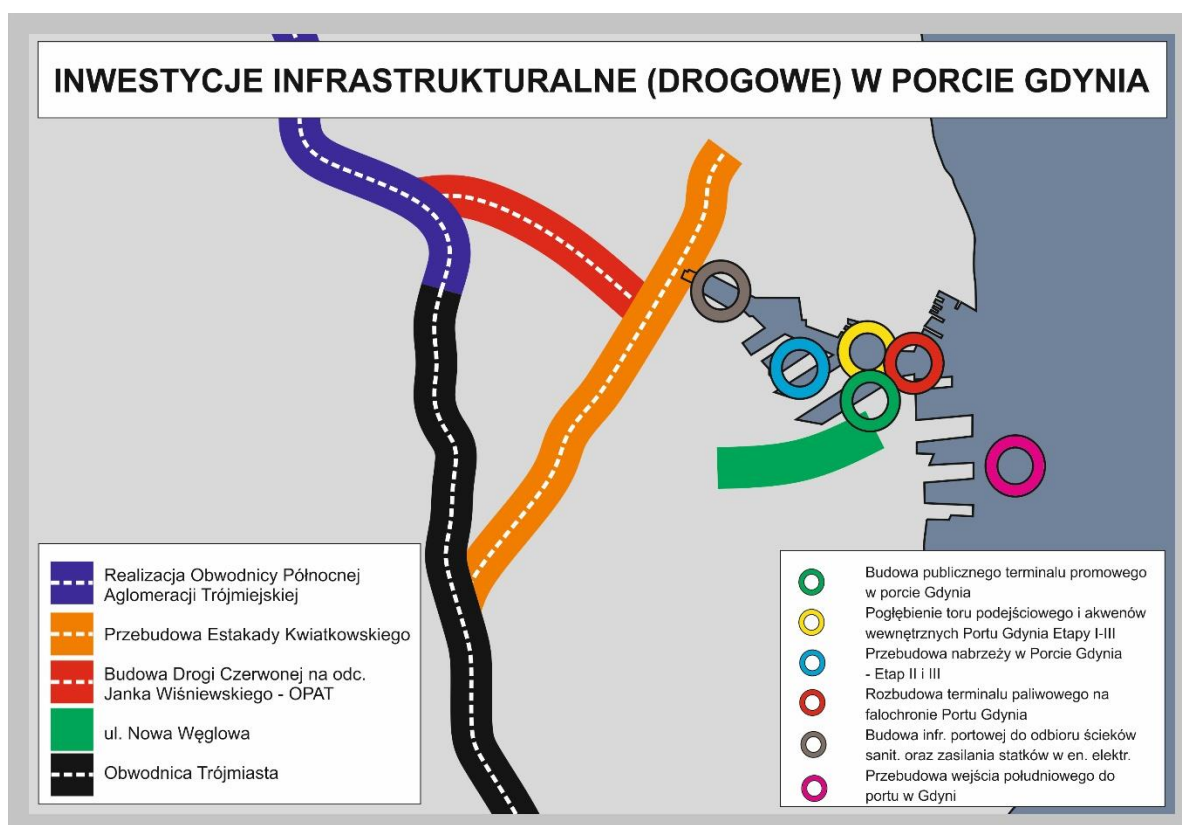 INWESTYCJE INFRASTRUKTURALNE (DROGOWE) W PORCIE GDYNIA
Realizacja Obwodnicy Północnej
Aglomeracji Trójmiejskiej
Przebudowa Estakady Kwiatkowskiego
Budowa Drogi Czerwonej na odc.
Janka Wiśniewskiego - OPAT
ul. Nowa Węglowa
Obwodnica Trójmiasta
Budowa publicznego terminalu promowego
w porcie Gdynia
Pogłębienie toru podejściowego i akwenów
wewnętrznych Portu Gdynia Etapy I-III
Przebudowa nabrzeży w Porcie Gdynia
- Etap II i III
Rozbudowa terminalu paliwowego na
falochronie Portu Gdynia
Budowa infr. portowej do odbioru ścieków
sanit. oraz zasilania statków w en. elektr.
Przebudowa wejścia południowego do
portu w Gdyni